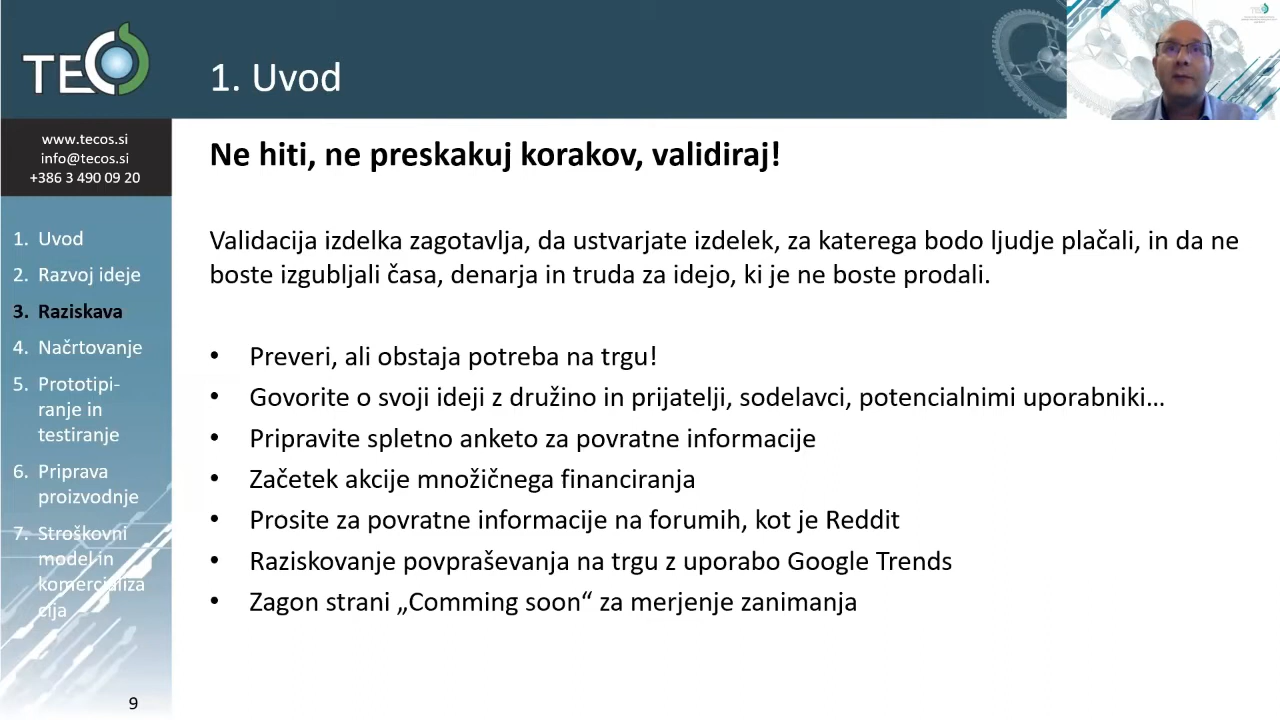 TECOS
1. Uvod
www.tecos.si
info@tecos.si
+386 3 490 09 20
1. Uvod
2. Razvoj ideje
3. Raziskava
4. Načrtovanje
5. Prototipi-
ranje in
testiranje
6. Priprava
proizvodnje
7. Stroškovni
model in
komercializa
cija
Ne hiti, ne preskakuj korakov, validiraj!
Validacija izdelka zagotavlja, da ustvarjate izdelek, za katerega bodo ljudje plačali, in da ne
boste izgubljali časa, denarja in truda za idejo, ki je ne boste prodali.
• Preveri, ali obstaja potreba na trgu!
• Govorite o svoji ideji z družino in prijatelji, sodelavci, potencialnimi uporabniki…
• Pripravite spletno anketo za povratne informacije
• Začetek akcije množičnega financiranja
• Prosite za povratne informacije na forumih, kot je Reddit
• Raziskovanje povpraševanja na trgu z uporabo Google Trends
• Zagon strani „Comming soon“ za merjenje zanimanja
9